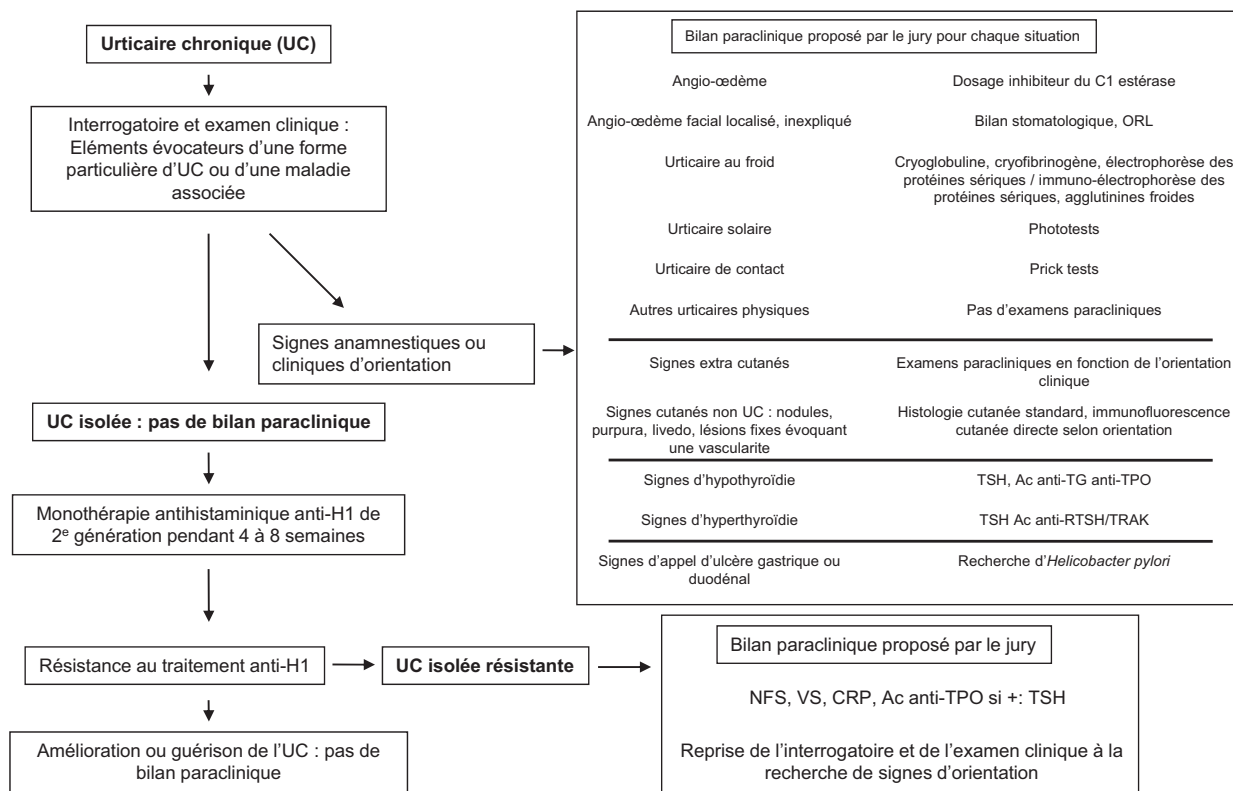 Urticaire chronique (UC)
Interrogatoire et examen clinique :
Eléments évocateurs d'une forme
particulière d'UC ou d'une maladie
associée
Signes anamnestiques ou
cliniques d'orientation
UC isolée : pas de bilan paraclinique
Monothérapie antihistaminique anti-H1 de
2e génération pendant 4 à 8 semaines
Résistance au traitement anti-H1
UC isolée résistante
Amélioration ou guérison de l'UC : pas de
bilan paraclinique
Bilan paraclinique proposé par le jury pour chaque situation
Angio-œdème
Dosage inhibiteur du C1 estérase
Angio-œdème facial localisé, inexpliqué
Bilan stomatologique, ORL
Urticaire au froid
Cryoglobuline, cryofibrinogène, électrophorèse des
protéines sériques / immuno-électrophorèse des
protéines sériques, agglutinines froides
Urticaire solaire
Phototests
Urticaire de contact
Prick tests
Autres urticaires physiques
Pas d'examens paracliniques
Signes extra cutanés
Examens paracliniques en fonction de l'orientation
clinique
Signes cutanés non UC : nodules,
purpura, livedo, lésions fixes évoquant
une vascularite
Histologie cutanée standard, immunofluorescence
cutanée directe selon orientation
Signes d'hypothyroïdie
TSH, Ac anti-TG anti-TPO
Signes d'hyperthyroïdie
TSH Ac anti-RTSH/TRAK
Signes d'appel d'ulcère gastrique ou
duodénal
Recherche d'Helicobacter pylori
Bilan paraclinique proposé par le jury
NFS, VS, CRP, Ac anti-TPO si +: TSH
Reprise de l'interrogatoire et de l'examen clinique à la
recherche de signes d'orientation